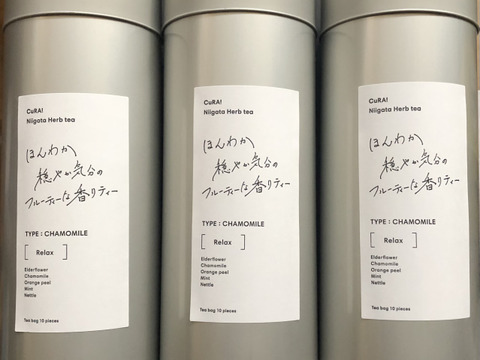 CuRA!
Niigata Herb tea
ほんわか
穏やか気分の
フルーティーな香りティー
TYPE : CHAMOMILE
[ Relax ]
Elderflower
Chamomile
Orange peel
Mint
Nettle
Tea bag 10 pieces
CuRA!
Niigata Herb tea
ほんわか
穏やか気分の
フルーティーな香りティー
TYPE : CHAMOMILE
[ Relax ]
Elderflower
Chamomile
Orange peel
Mint
Nettle
Tea bag 10 pieces
CuRA!
Niigata Herb tea
ほんわか
穏やか気分の
フルーティーな香りティー
TYPE : CHAMOMILE
[ Relax ]
Elderflower
Chamomile
Orange peel
Mint
Nettle
Tea bag 10 pieces